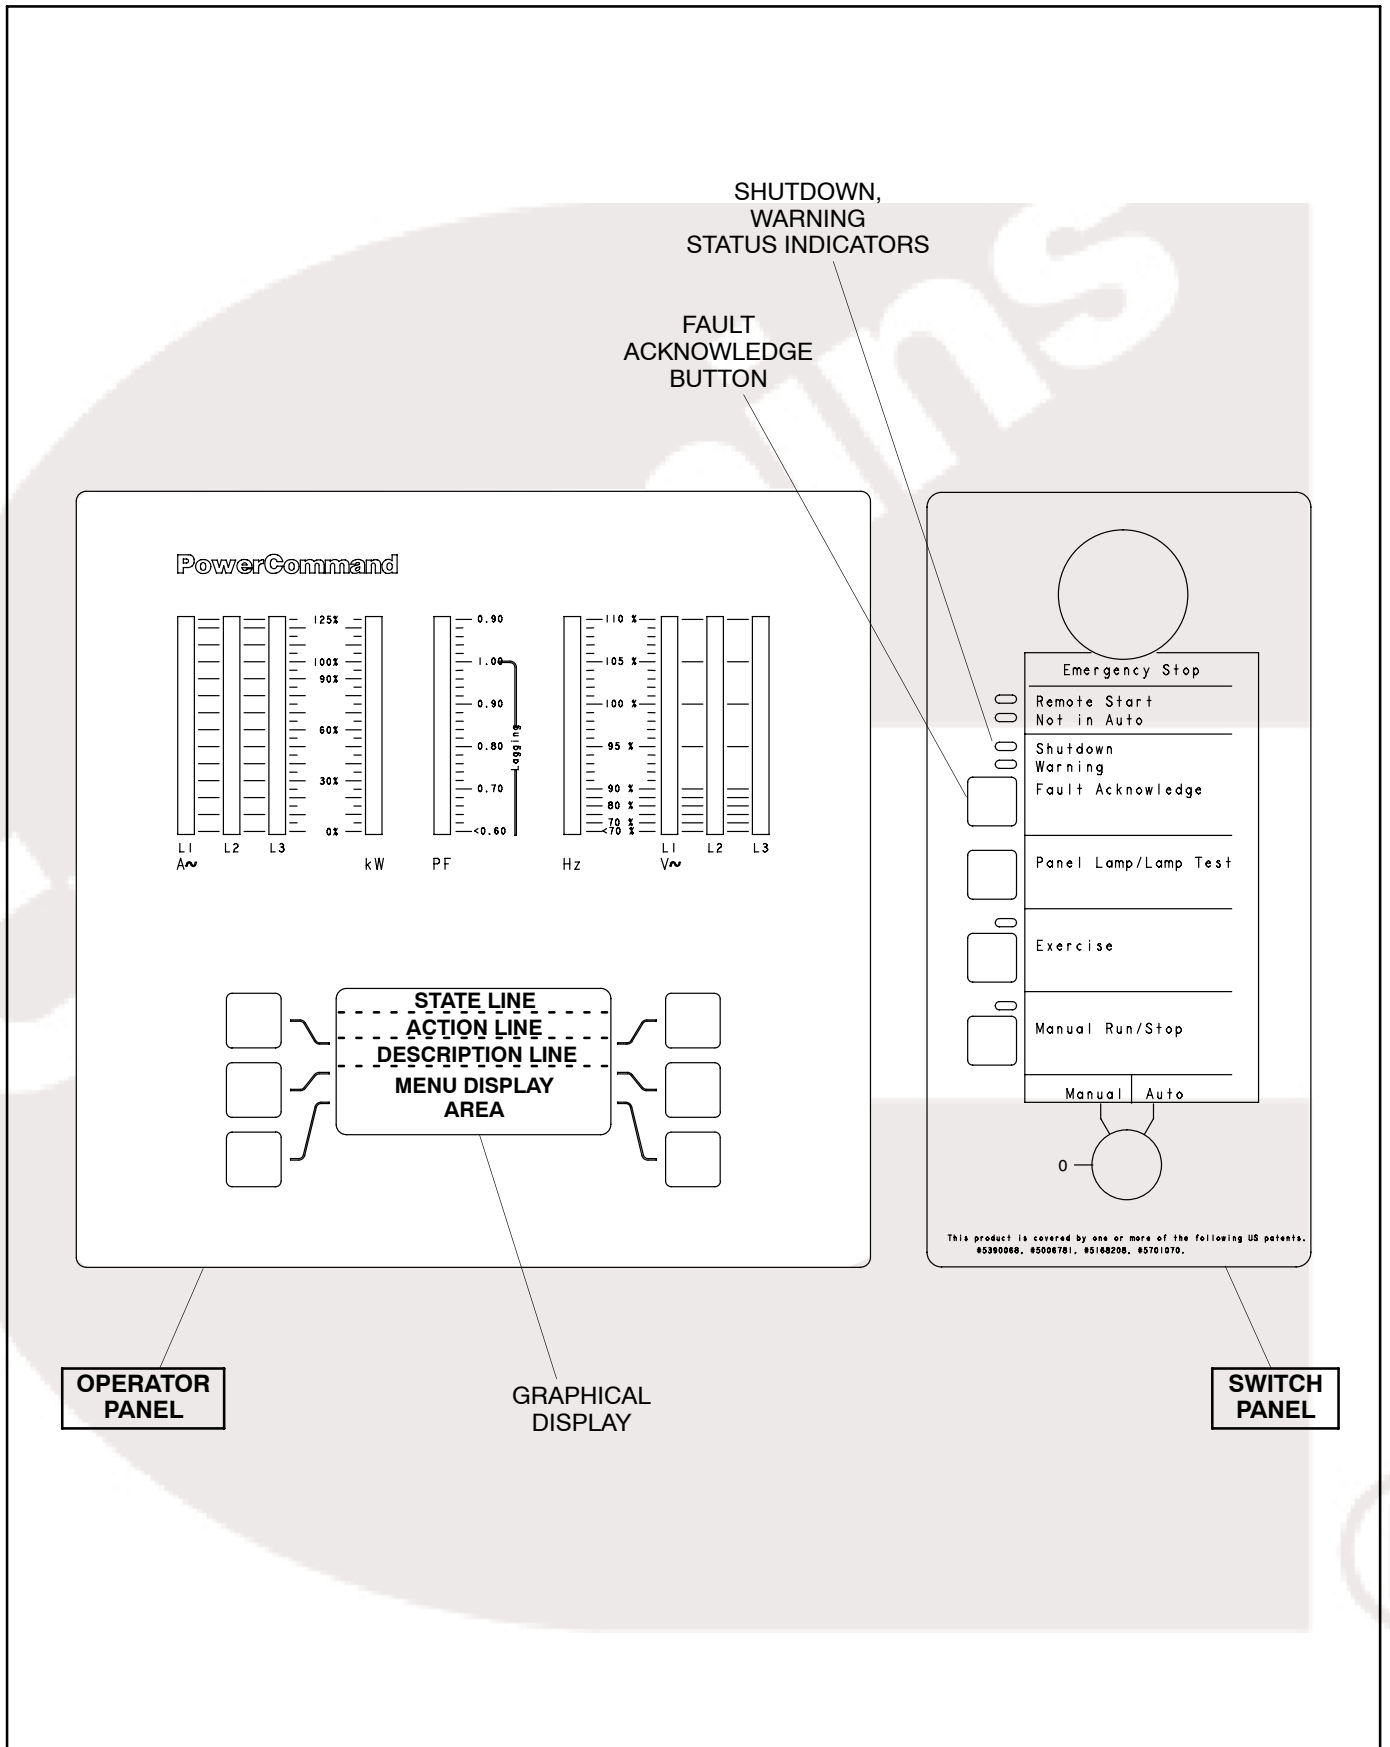 SHUTDOWN,
WARNING
STATUS INDICATORS
FAULT
ACKNOWLEDGE
BUTTON
PowerCommand
125%
100%
90%
60%
30%
0%
L1
L2
L3
A~
kW
0.90
1.00
0.90
0.80
0.70
<0.60
Lagging
PF
110 %
105 %
100 %
95 %
90 %
80 %
70 %
<70 %
Hz
L1
L2
L3
V~
STATE LINE
ACTION LINE
DESCRIPTION LINE
MENU DISPLAY
AREA
Emergency Stop
Remote Start
Not in Auto
Shutdown
Warning
Fault Acknowledge
Panel Lamp/Lamp Test
Exercise
Manual Run/Stop
Manual
Auto
0
This product is covered by one or more of the following US patents.
#5390068, #5006781, #5168208, #5701070.
OPERATOR
PANEL
GRAPHICAL
DISPLAY
SWITCH
PANEL